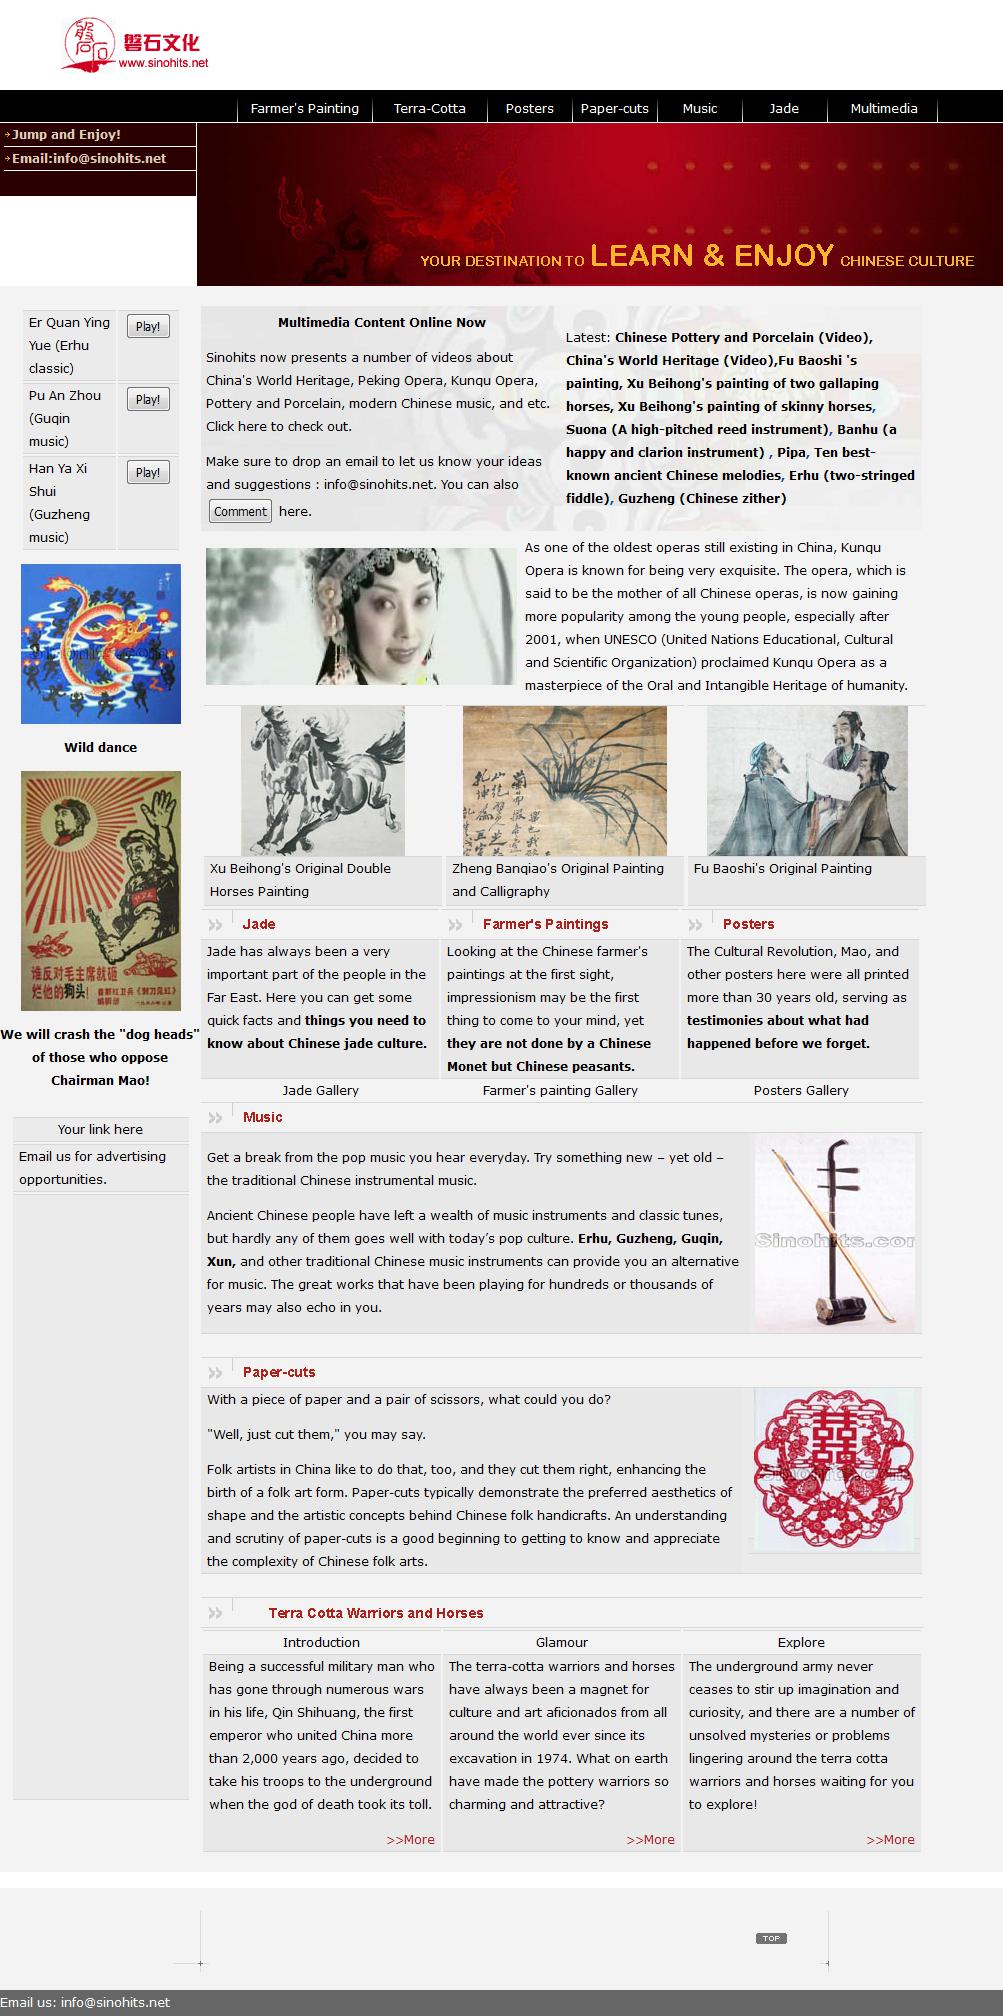 磐石文化
www.sinohits.net
Farmer's Painting
Terra-Cotta
Posters
Paper-cuts
Music
Jade
Multimedia
Jump and Enjoy!
Email:info@sinohits.net
YOUR DESTINATION TO LEARN & ENJOY CHINESE CULTURE
Er Quan Ying
Yue (Erhu
classic)
Play!
Pu An Zhou
(Guqin
music)
Play!
Han Ya Xi
Shui
(Guzheng
music)
Play!
Wild dance
谁反对毛主席就砸
烂他的狗头!
We will crash the "dog heads"
of those who oppose
Chairman Mao!
Your link here
Email us for advertising
opportunities.
Multimedia Content Online Now
Sinohits now presents a number of videos about
China's World Heritage, Peking Opera, Kunqu Opera,
Pottery and Porcelain, modern Chinese music, and etc.
Click here to check out.
Make sure to drop an email to let us know your ideas
and suggestions : info@sinohits.net. You can also
Comment here.
Latest: Chinese Pottery and Porcelain (Video),
China's World Heritage (Video),Fu Baoshi 's
painting, Xu Beihong's painting of two gallaping
horses, Xu Beihong's painting of skinny horses,
Suona (A high-pitched reed instrument), Banhu (a
happy and clarion instrument) , Pipa, Ten best-
known ancient Chinese melodies, Erhu (two-stringed
fiddle), Guzheng (Chinese zither)
As one of the oldest operas still existing in China, Kunqu
Opera is known for being very exquisite. The opera, which is
said to be the mother of all Chinese operas, is now gaining
more popularity among the young people, especially after
2001, when UNESCO (United Nations Educational, Cultural
and Scientific Organization) proclaimed Kunqu Opera as a
masterpiece of the Oral and Intangible Heritage of humanity.
Xu Beihong's Original Double
Horses Painting
Zheng Banqiao's Original Painting
and Calligraphy
Fu Baoshi's Original Painting
Jade
Jade has always been a very
important part of the people in the
Far East. Here you can get some
quick facts and things you need to
know about Chinese jade culture.
Jade Gallery
Farmer's Paintings
Looking at the Chinese farmer's
paintings at the first sight,
impressionism may be the first
thing to come to your mind, yet
they are not done by a Chinese
Monet but Chinese peasants.
Farmer's painting Gallery
Posters
The Cultural Revolution, Mao, and
other posters here were all printed
more than 30 years old, serving as
testimonies about what had
happened before we forget.
Posters Gallery
Music
Get a break from the pop music you hear everyday. Try something new – yet old –
the traditional Chinese instrumental music.
Ancient Chinese people have left a wealth of music instruments and classic tunes,
but hardly any of them goes well with today’s pop culture. Erhu, Guzheng, Guqin,
Xun, and other traditional Chinese music instruments can provide you an alternative
for music. The great works that have been playing for hundreds or thousands of
years may also echo in you.
Sinohits.com
Paper-cuts
With a piece of paper and a pair of scissors, what could you do?
"Well, just cut them," you may say.
Folk artists in China like to do that, too, and they cut them right, enhancing the
birth of a folk art form. Paper-cuts typically demonstrate the preferred aesthetics of
shape and the artistic concepts behind Chinese folk handicrafts. An understanding
and scrutiny of paper-cuts is a good beginning to getting to know and appreciate
the complexity of Chinese folk arts.
Terra Cotta Warriors and Horses
Introduction
Being a successful military man who
has gone through numerous wars
in his life, Qin Shihuang, the first
emperor who united China more
than 2,000 years ago, decided to
take his troops to the underground
when the god of death took its toll.
>>More
Glamour
The terra-cotta warriors and horses
have always been a magnet for
culture and art aficionados from all
around the world ever since its
excavation in 1974. What on earth
have made the pottery warriors so
charming and attractive?
>>More
Explore
The underground army never
ceases to stir up imagination and
curiosity, and there are a number of
unsolved mysteries or problems
lingering around the terra cotta
warriors and horses waiting for you
to explore!
>>More
TOP
Email us: info@sinohits.net